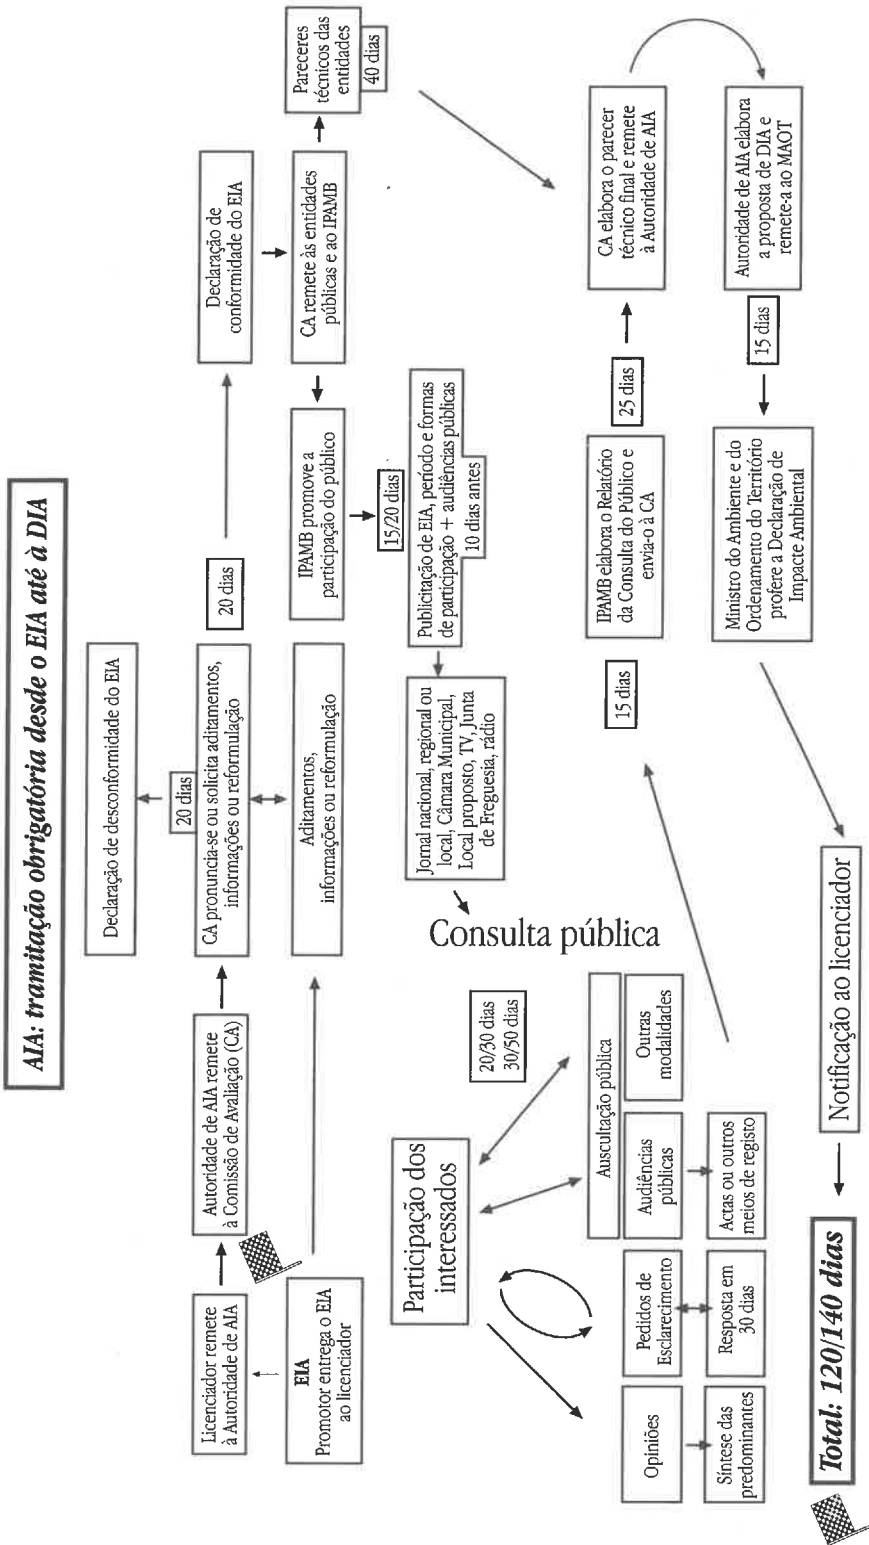 AIA: tramitação obrigatória desde o EIA até à DIA
Licenciador remete
à Autoridade de AIA
EIA
Promotor entrega o EIA
ao licenciador
Autoridade de AIA remete
à Comissão de Avaliação (CA)
Declaração de desconformidade do EIA
20 dias
CA pronuncia-se ou solicita aditamentos,
informações ou reformulação
Aditamentos,
informações ou reformulação
20 dias
Declaração de
conformidade do EIA
CA remete às entidades
públicas e ao IPAMB
Pareceres
técnicos das
entidades
40 dias
IPAMB promove a
participação do público
15/20 dias
Publicitação de EIA, período e formas
de participação + audiências públicas
10 dias antes
Jornal nacional, regional ou
local, Câmara Municipal,
Local proposto, TV, Junta
de Freguesia, rádio
Consulta pública
20/30 dias
30/50 dias
Participação dos
interessados
Auscultação pública
Opiniões
Pedidos de
Esclarecimento
Audiências
públicas
Outras
modalidades
Síntese das
predominantes
Resposta em
30 dias
Actas ou outros
meios de registo
15 dias
IPAMB elabora o Relatório
da Consulta do Público e
envia-o à CA
25 dias
CA elabora o parecer
técnico final e remete
à Autoridade de AIA
Autoridade de AIA elabora
a proposta de DIA e
remete-a ao MAOT
15 dias
Ministro do Ambiente e do
Ordenamento do Território
profere a Declaração de
Impacte Ambiental
Notificação ao licenciador
Total: 120/140 dias